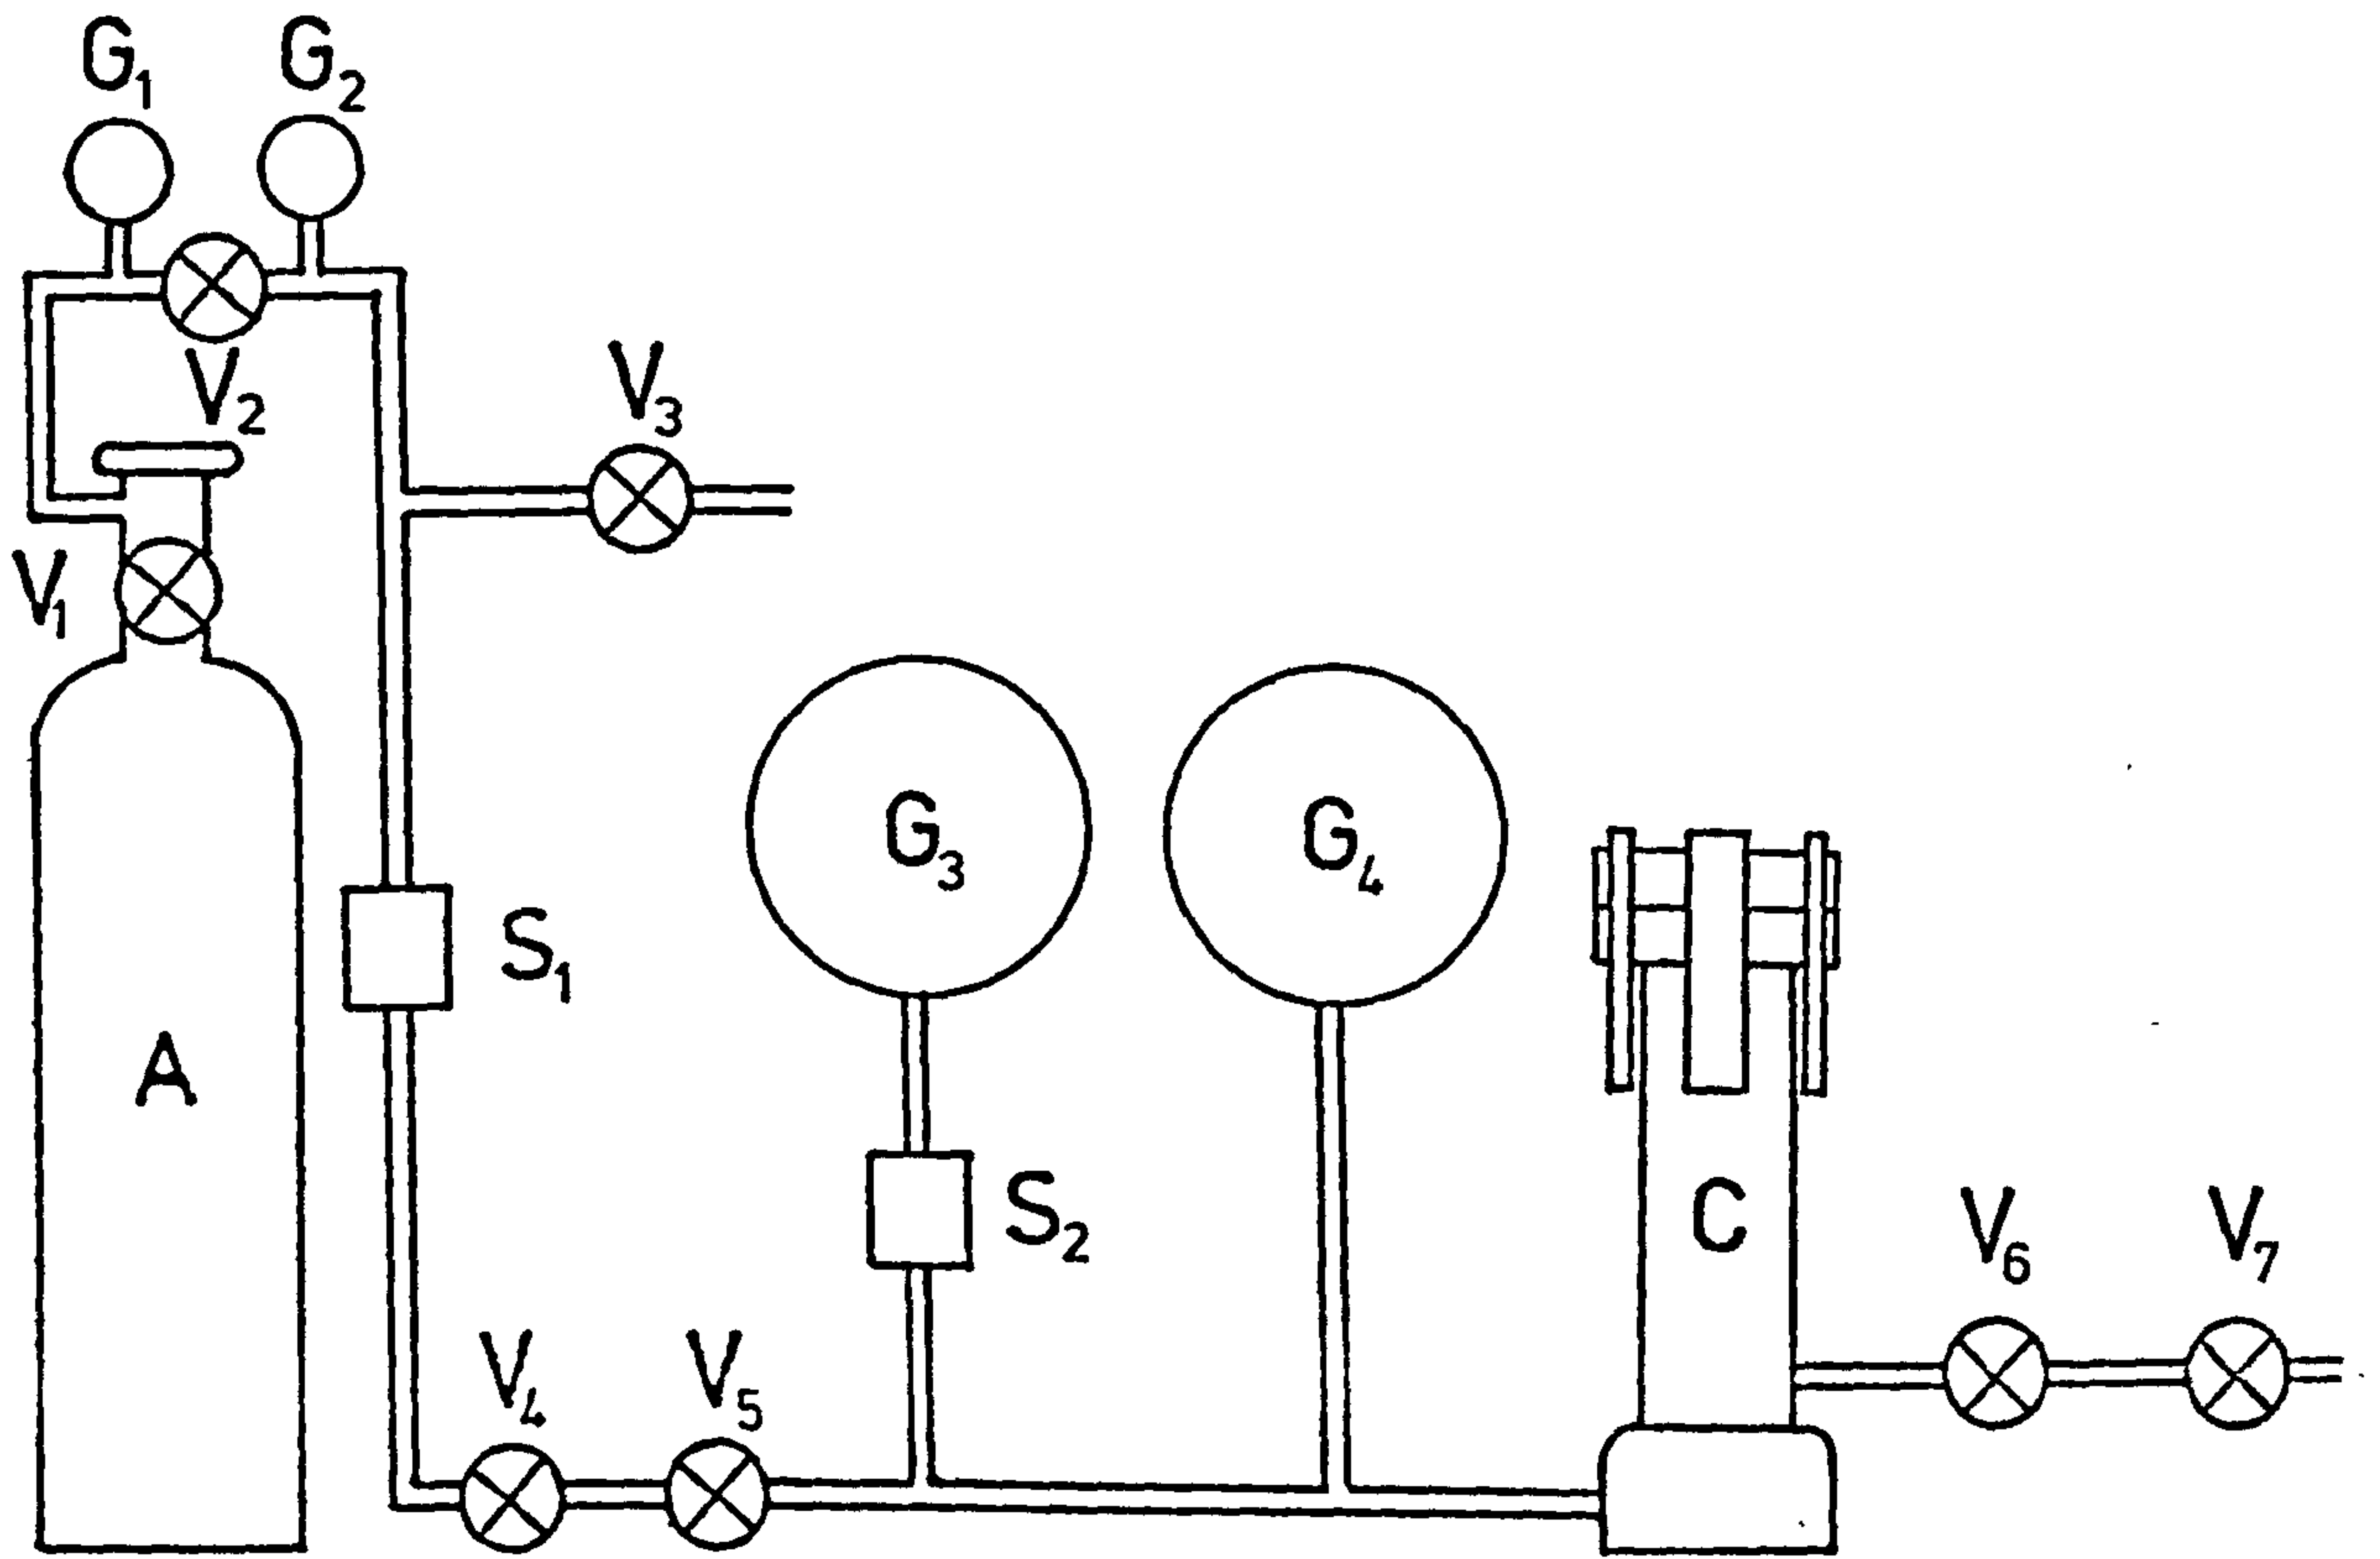 G₁ G₂
V₂
V₃
V₁
G₃ G₄
S₁
A
S₂
C
V₆ V₇
V₄ V₅